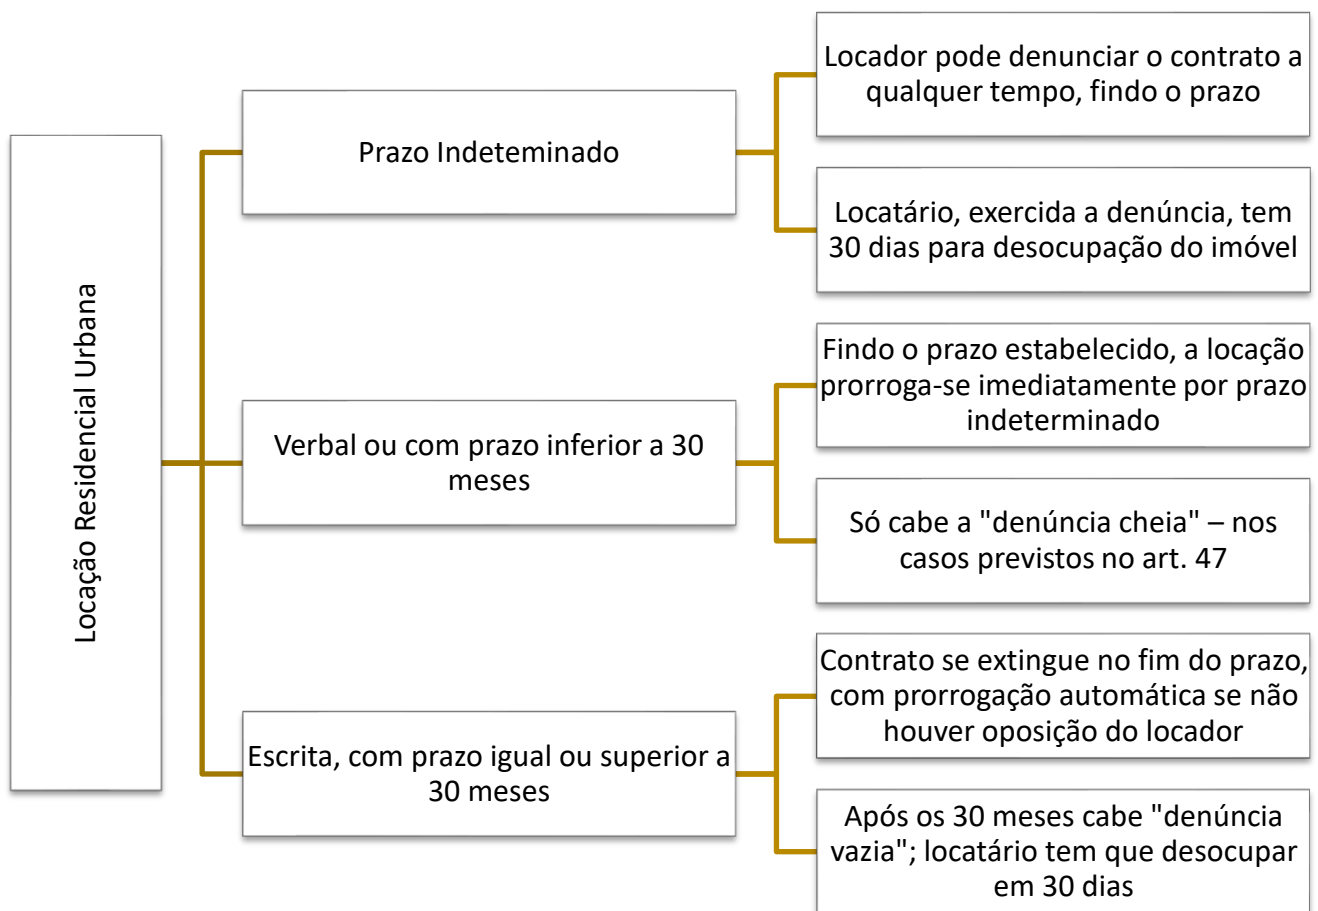 Locação Residencial Urbana
Prazo Indeteminado
Locador pode denunciar o contrato a
qualquer tempo, findo o prazo
Locatário, exercida a denúncia, tem
30 dias para desocupação do imóvel
Verbal ou com prazo inferior a 30
meses
Findo o prazo estabelecido, a locação
prorroga-se imediatamente por prazo
indeterminado
Só cabe a "denúncia cheia" – nos
casos previstos no art. 47
Escrita, com prazo igual ou superior a
30 meses
Contrato se extingue no fim do prazo,
com prorrogação automática se não
houver oposição do locador
Após os 30 meses cabe "denúncia
vazia"; locatário tem que desocupar
em 30 dias